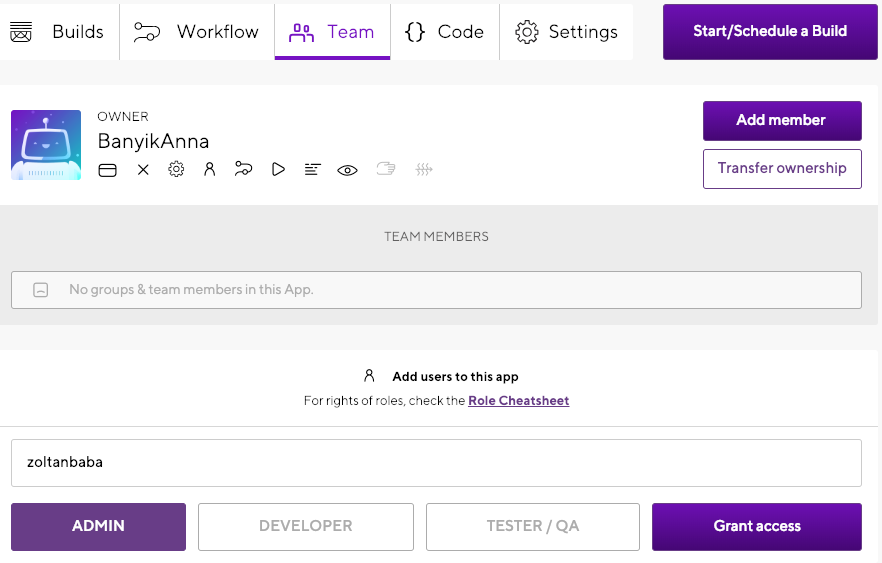 Builds
Workflow
Team
Code
Settings
Start/Schedule a Build
OWNER
BanyikAnna
Add member
Transfer ownership
TEAM MEMBERS
No groups & team members in this App.
Add users to this app
For rights of roles, check the Role Cheatsheet
zoltanbaba
ADMIN
DEVELOPER
TESTER / QA
Grant access